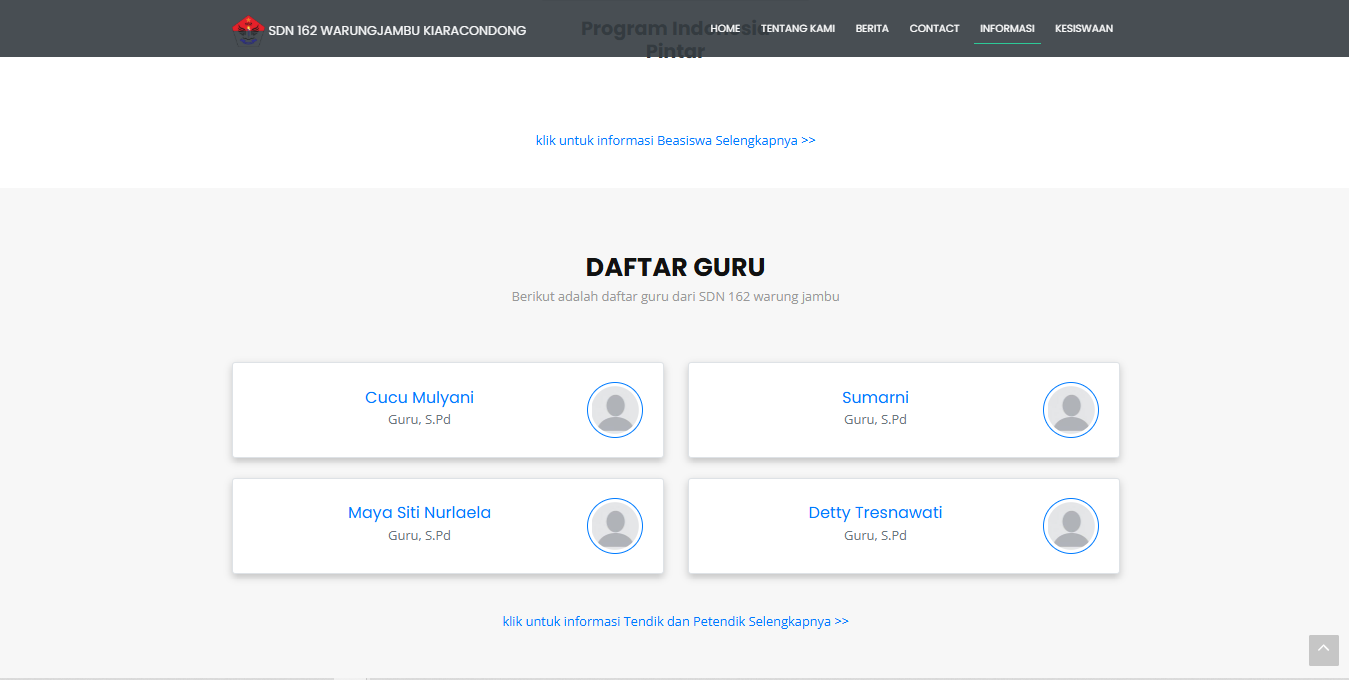 SDN 162 WARUNGJAMBU KIARACONDONG
HOME TENTANG KAMI BERITA CONTACT INFORMASI KESISWAAN
Program Indonesia
Pintar
klik untuk informasi Beasiswa Selengkapnya >>
DAFTAR GURU
Berikut adalah daftar guru dari SDN 162 warung jambu
Cucu Mulyani
Guru, S.Pd
Sumarni
Guru, S.Pd
Maya Siti Nurlaela
Guru, S.Pd
Detty Tresnawati
Guru, S.Pd
klik untuk informasi Tendik dan Petendik Selengkapnya >>